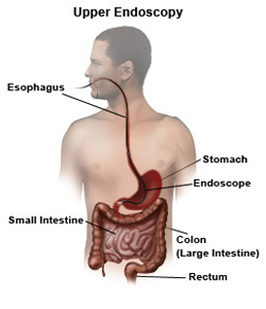 Upper Endoscopy
Esophagus
Stomach
Endoscope
Small Intestine
Colon
(Large Intestine)
Rectum